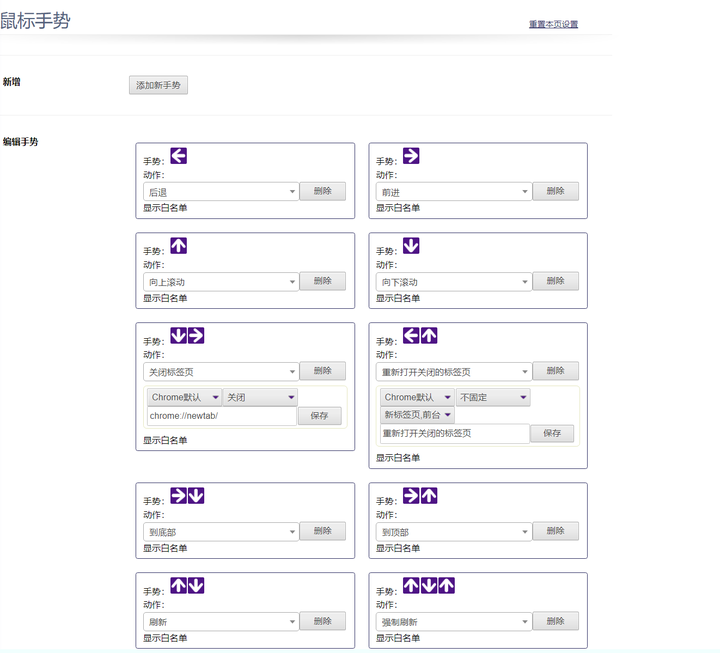 鼠标手势
重置本页设置
新增
添加新手势
编辑手势
手势：
动作：
后退
删除
显示白名单
手势：
动作：
前进
删除
显示白名单
手势：
动作：
向上滚动
删除
显示白名单
手势：
动作：
向下滚动
删除
显示白名单
手势：
动作：
关闭标签页
删除
Chrome默认
关闭
chrome://newtab/
保存
显示白名单
手势：
动作：
重新打开关闭的标签页
删除
Chrome默认
不固定
新标签页,前台
重新打开关闭的标签页
保存
显示白名单
手势：
动作：
到底部
删除
显示白名单
手势：
动作：
到顶部
删除
显示白名单
手势：
动作：
刷新
删除
显示白名单
手势：
动作：
强制刷新
删除
显示白名单